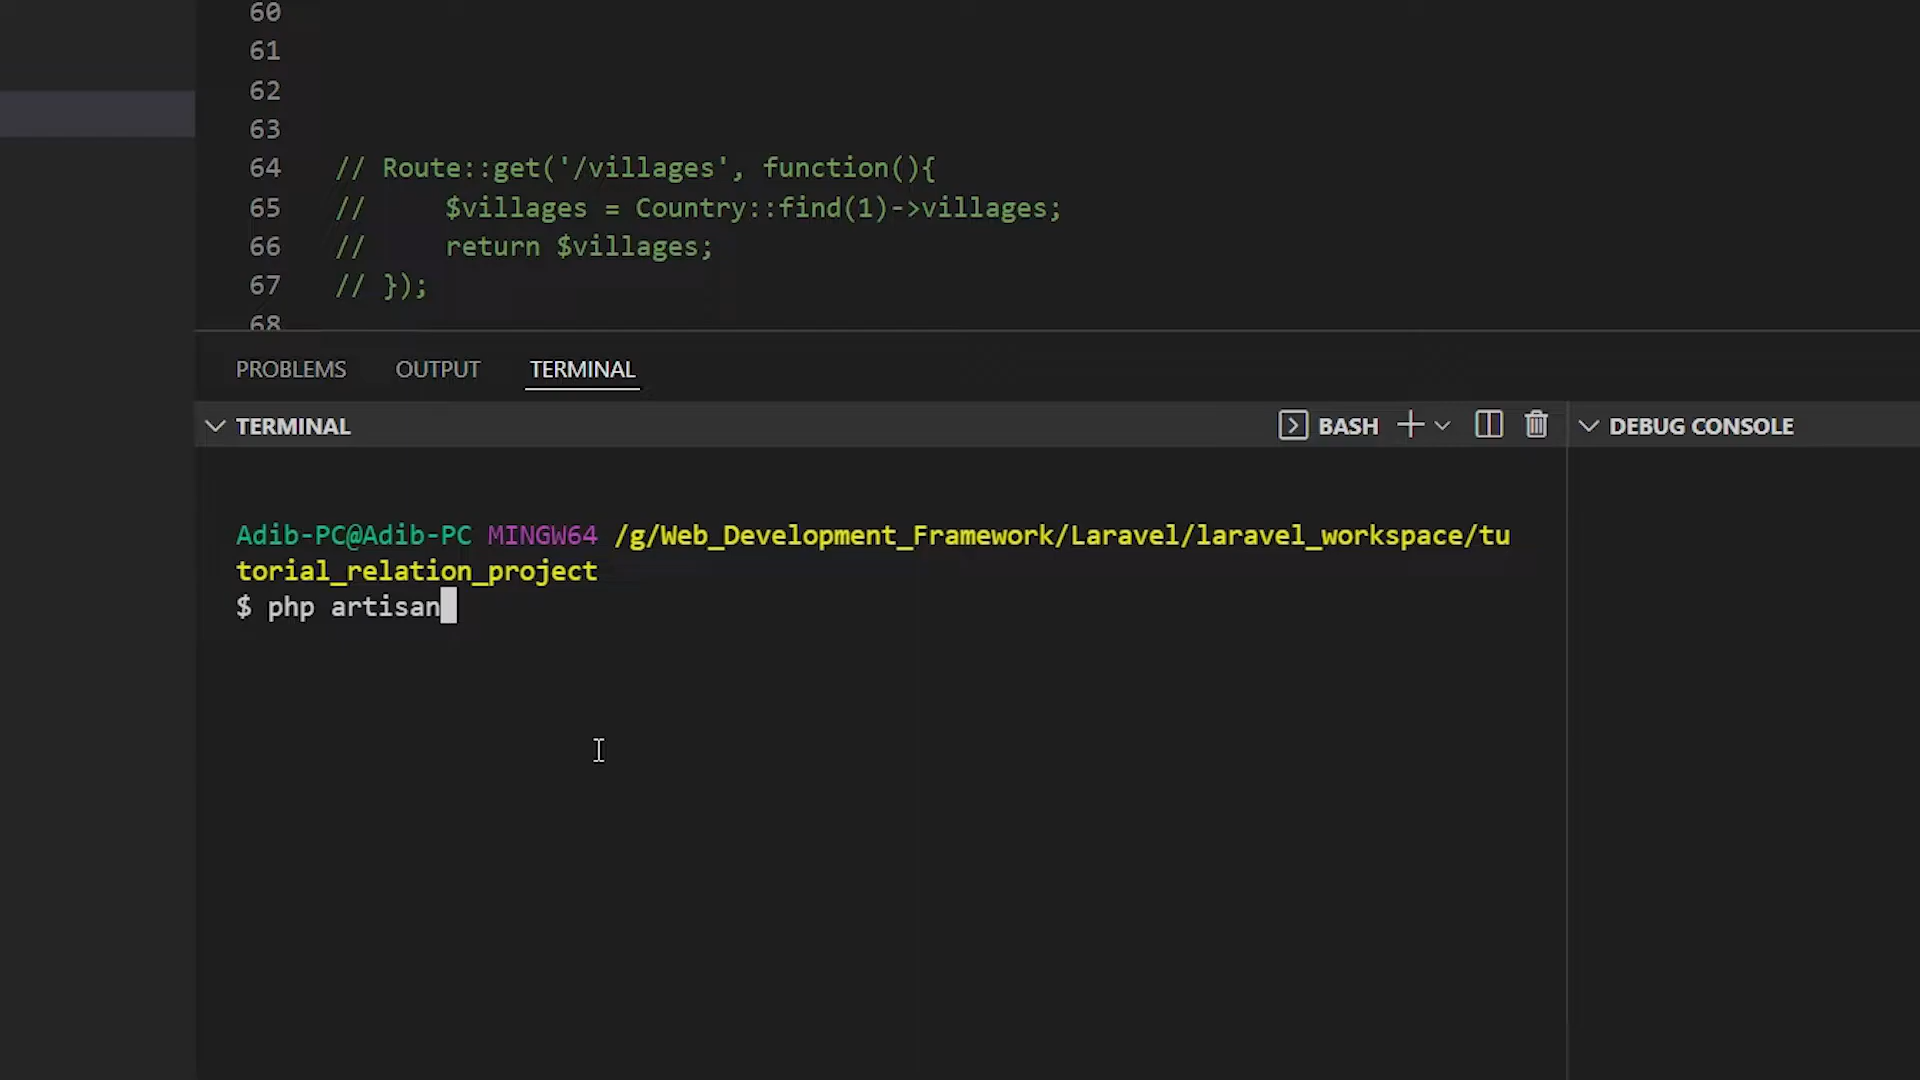 60
61
62
63
64 // Route::get('/villages', function(){
65 //     $villages = Country::find(1)->villages;
66 //     return $villages;
67 // });
68
PROBLEMS OUTPUT TERMINAL
TERMINAL BASH DEBUG CONSOLE
Adib-PC@Adib-PC MINGW64 /g/Web_Development_Framework/Laravel/laravel_workspace/tu
torial_relation_project
$ php artisan